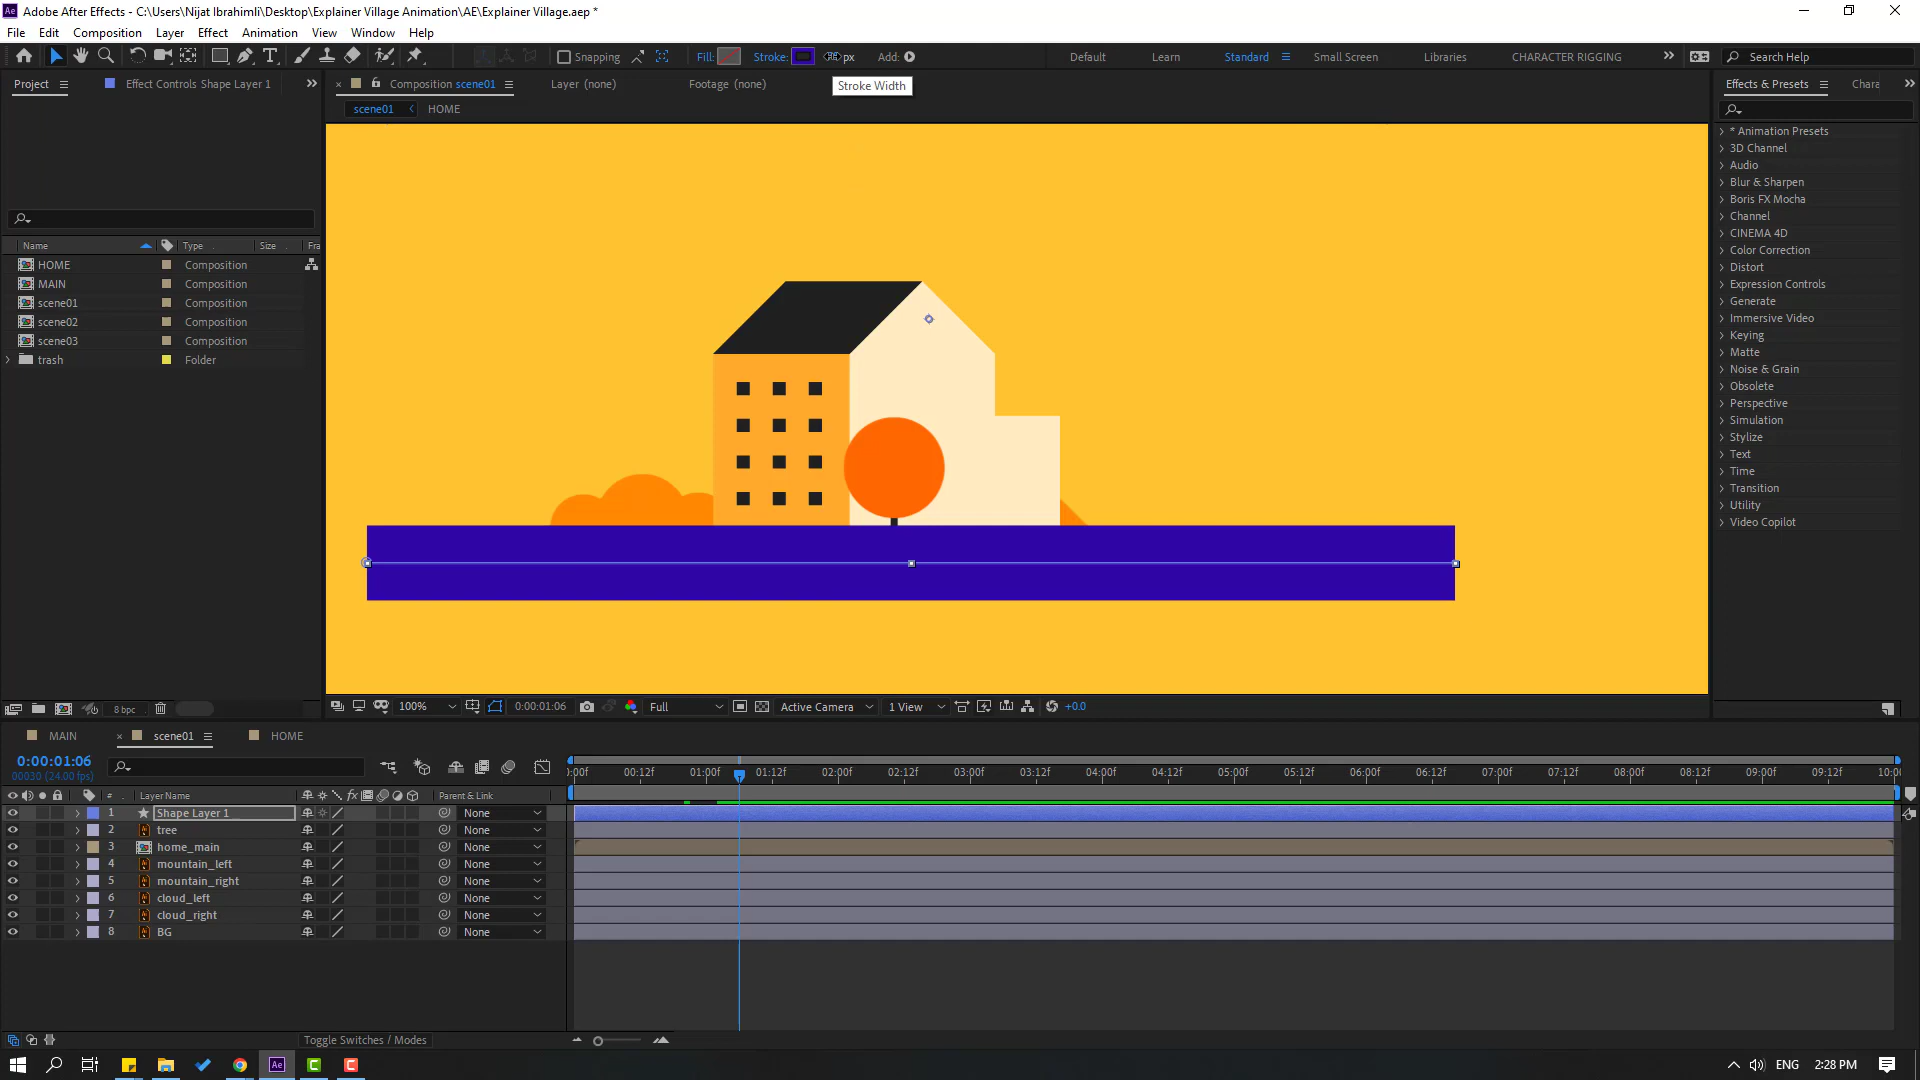 Adobe After Effects - C:\Users\Nijat Ibrahimli\Desktop\Explainer Village Animation\AE\Explainer Village.aep *
File Edit Composition Layer Effect Animation View Window Help
Snapping Fill: Stroke: px Add: Default Learn Standard Small Screen Libraries CHARACTER RIGGING Search Help
Stroke Width
Project Effect Controls Shape Layer 1 Composition scene01 Layer (none) Footage (none) Effects & Presets Chara
scene01 HOME
* Animation Presets
3D Channel
Audio
Blur & Sharpen
Boris FX Mocha
Channel
CINEMA 4D
Color Correction
Distort
Expression Controls
Generate
Immersive Video
Keying
Matte
Noise & Grain
Obsolete
Perspective
Simulation
Stylize
Text
Time
Transition
Utility
Video Copilot
Name Type Size Fra
HOME Composition
MAIN Composition
scene01 Composition
scene02 Composition
scene03 Composition
trash Folder
8 bpc 100% 0:00:01:06 Full Active Camera 1 View +0.0
MAIN scene01 HOME
0:00:01:06
00030 (24.00 fps)
:00f 00:12f 01:00f 01:12f 02:00f 02:12f 03:00f 03:12f 04:00f 04:12f 05:00f 05:12f 06:00f 06:12f 07:00f 07:12f 08:00f 08:12f 09:00f 09:12f 10:0
# Layer Name fx Parent & Link
1 Shape Layer 1 None
2 tree None
3 home_main None
4 mountain_left None
5 mountain_right None
6 cloud_left None
7 cloud_right None
8 BG None
Toggle Switches / Modes
Ae C C ENG 2:28 PM